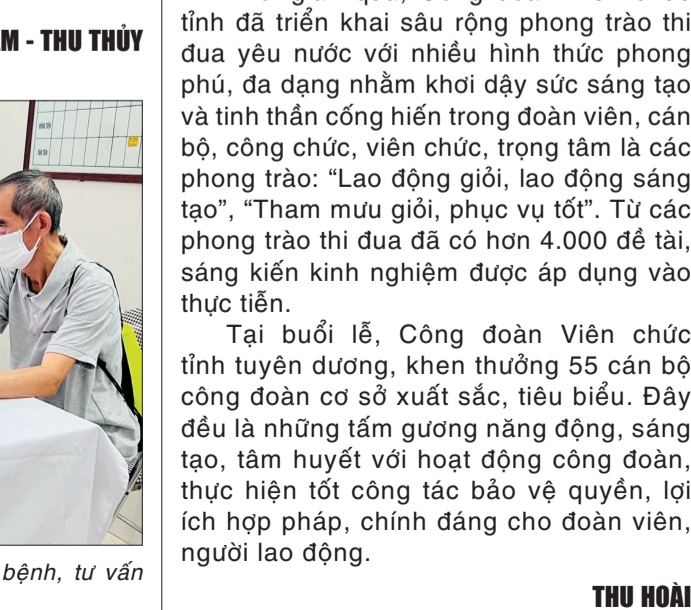 M - THU THỦY
bệnh, tư vấn
tỉnh đã triển khai sâu rộng phong trào thi
đua yêu nước với nhiều hình thức phong
phú, đa dạng nhằm khơi dậy sức sáng tạo
và tinh thần cống hiến trong đoàn viên, cán
bộ, công chức, viên chức, trọng tâm là các
phong trào: “Lao động giỏi, lao động sáng
tạo”, “Tham mưu giỏi, phục vụ tốt”. Từ các
phong trào thi đua đã có hơn 4.000 đề tài,
sáng kiến kinh nghiệm được áp dụng vào
thực tiễn.
Tại buổi lễ, Công đoàn Viên chức
tỉnh tuyên dương, khen thưởng 55 cán bộ
công đoàn cơ sở xuất sắc, tiêu biểu. Đây
đều là những tấm gương năng động, sáng
tạo, tâm huyết với hoạt động công đoàn,
thực hiện tốt công tác bảo vệ quyền, lợi
ích hợp pháp, chính đáng cho đoàn viên,
người lao động.
THU HOÀI